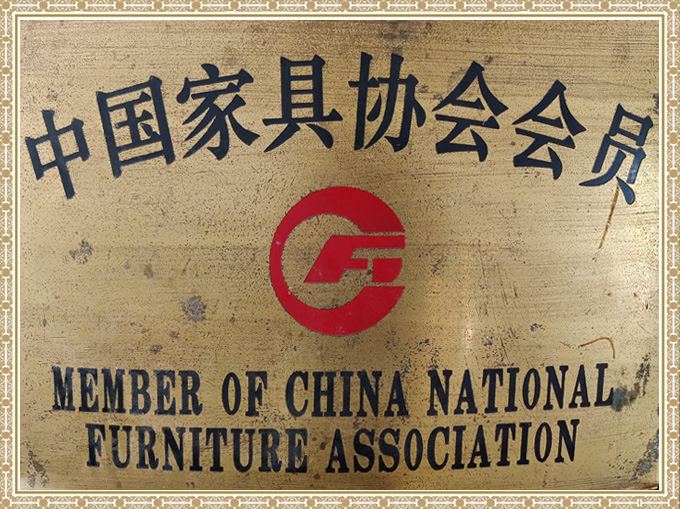 中国家具协会会员
MEMBER OF CHINA NATIONAL
FURNITURE ASSOCIATION